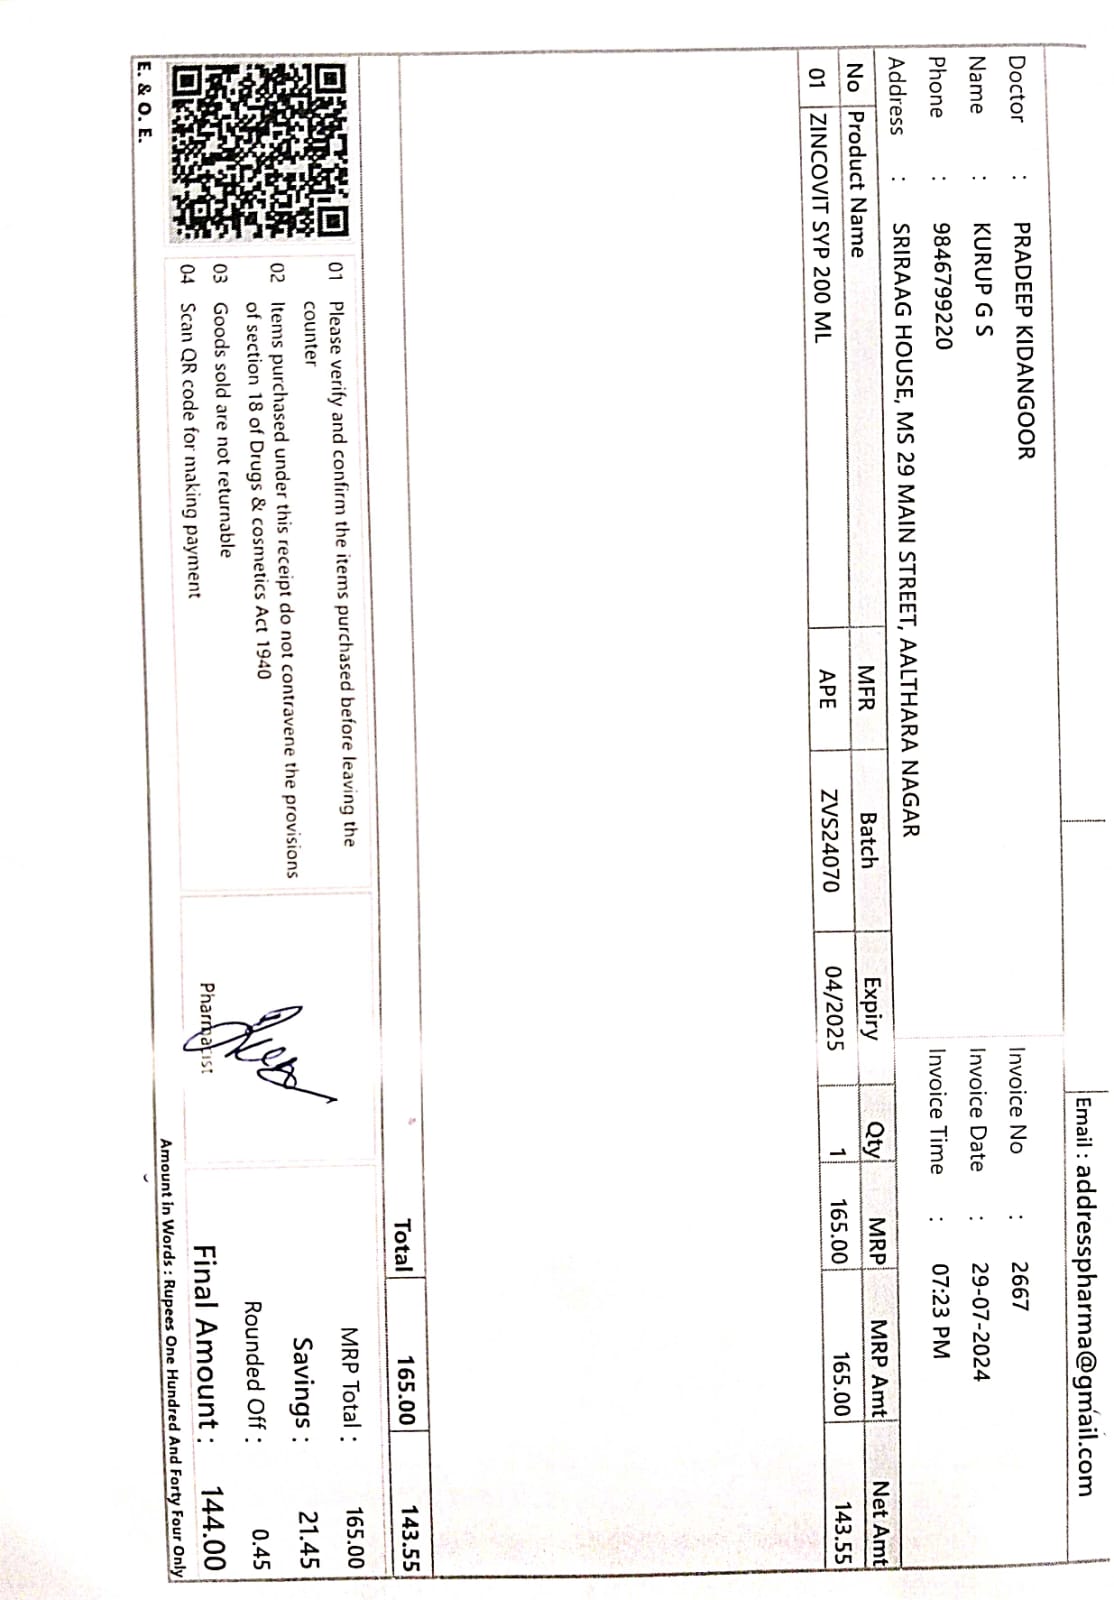 Email : addresspharma@gmail.com
Doctor : PRADEEP KIDANGOOR
Name : KURUP G S
Phone : 9846799220
Address : SRIRAAG HOUSE, MS 29 MAIN STREET, AALTHARA NAGAR
Invoice No : 2667
Invoice Date : 29-07-2024
Invoice Time : 07:23 PM
No Product Name MFR Batch Expiry Qty MRP MRP Amt Net Amt
01 ZINCOVIT SYP 200 ML APE ZVS24070 04/2025 1 165.00 165.00 143.55
Total 165.00 143.55
01 Please verify and confirm the items purchased before leaving the
counter
02 Items purchased under this receipt do not contravene the provisions
of section 18 of Drugs & cosmetics Act 1940
03 Goods sold are not returnable
04 Scan QR code for making payment
Pharmacist
MRP Total : 165.00
Savings : 21.45
Rounded Off : 0.45
Final Amount : 144.00
Amount in Words : Rupees One Hundred And Forty Four Only
E. & O. E.